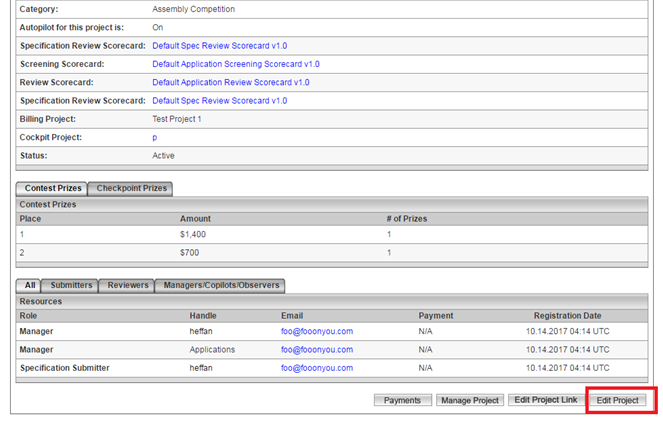 Category: Assembly Competition
Autopilot for this project is: On
Specification Review Scorecard: Default Spec Review Scorecard v1.0
Screening Scorecard: Default Application Screening Scorecard v1.0
Review Scorecard: Default Application Review Scorecard v1.0
Specification Review Scorecard: Default Spec Review Scorecard v1.0
Billing Project: Test Project 1
Cockpit Project: p
Status: Active
Contest Prizes Checkpoint Prizes
Contest Prizes
Place Amount # of Prizes
1 $1,400 1
2 $700 1
All Submitters Reviewers Managers/Copilots/Observers
Resources
Role Handle Email Payment Registration Date
Manager heffan foo@fooonyou.com N/A 10.14.2017 04:14 UTC
Manager Applications foo@fooonyou.com N/A 10.14.2017 04:14 UTC
Specification Submitter heffan foo@fooonyou.com N/A 10.14.2017 04:14 UTC
Payments Manage Project Edit Project Link Edit Project